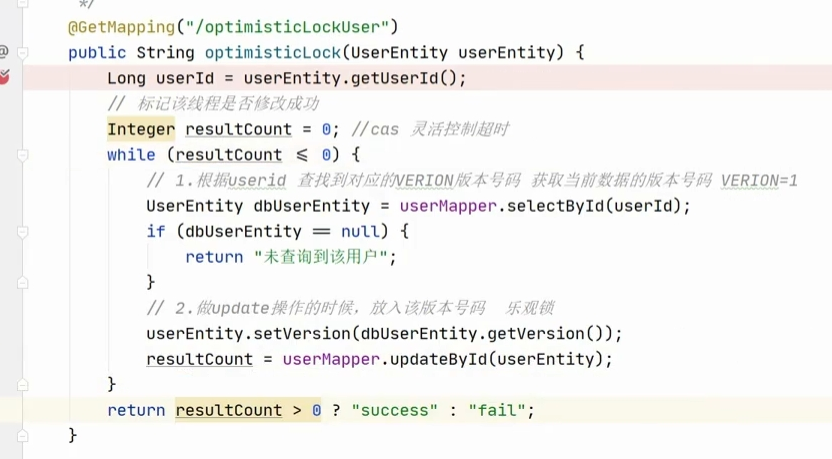 */
@GetMapping("/optimisticLockUser")
public String optimisticLock(UserEntity userEntity) {
Long userId = userEntity.getUserId();
// 标记该线程是否修改成功
Integer resultCount = 0; //cas 灵活控制超时
while (resultCount ≤ 0) {
// 1.根据userid 查找到对应的VERION版本号码 获取当前数据的版本号码 VERION=1
UserEntity dbUserEntity = userMapper.selectById(userId);
if (dbUserEntity == null) {
return "未查询到该用户";
}
// 2.做update操作的时候，放入该版本号码 乐观锁
userEntity.setVersion(dbUserEntity.getVersion());
resultCount = userMapper.updateById(userEntity);
}
return resultCount > 0 ? "success" : "fail";
}